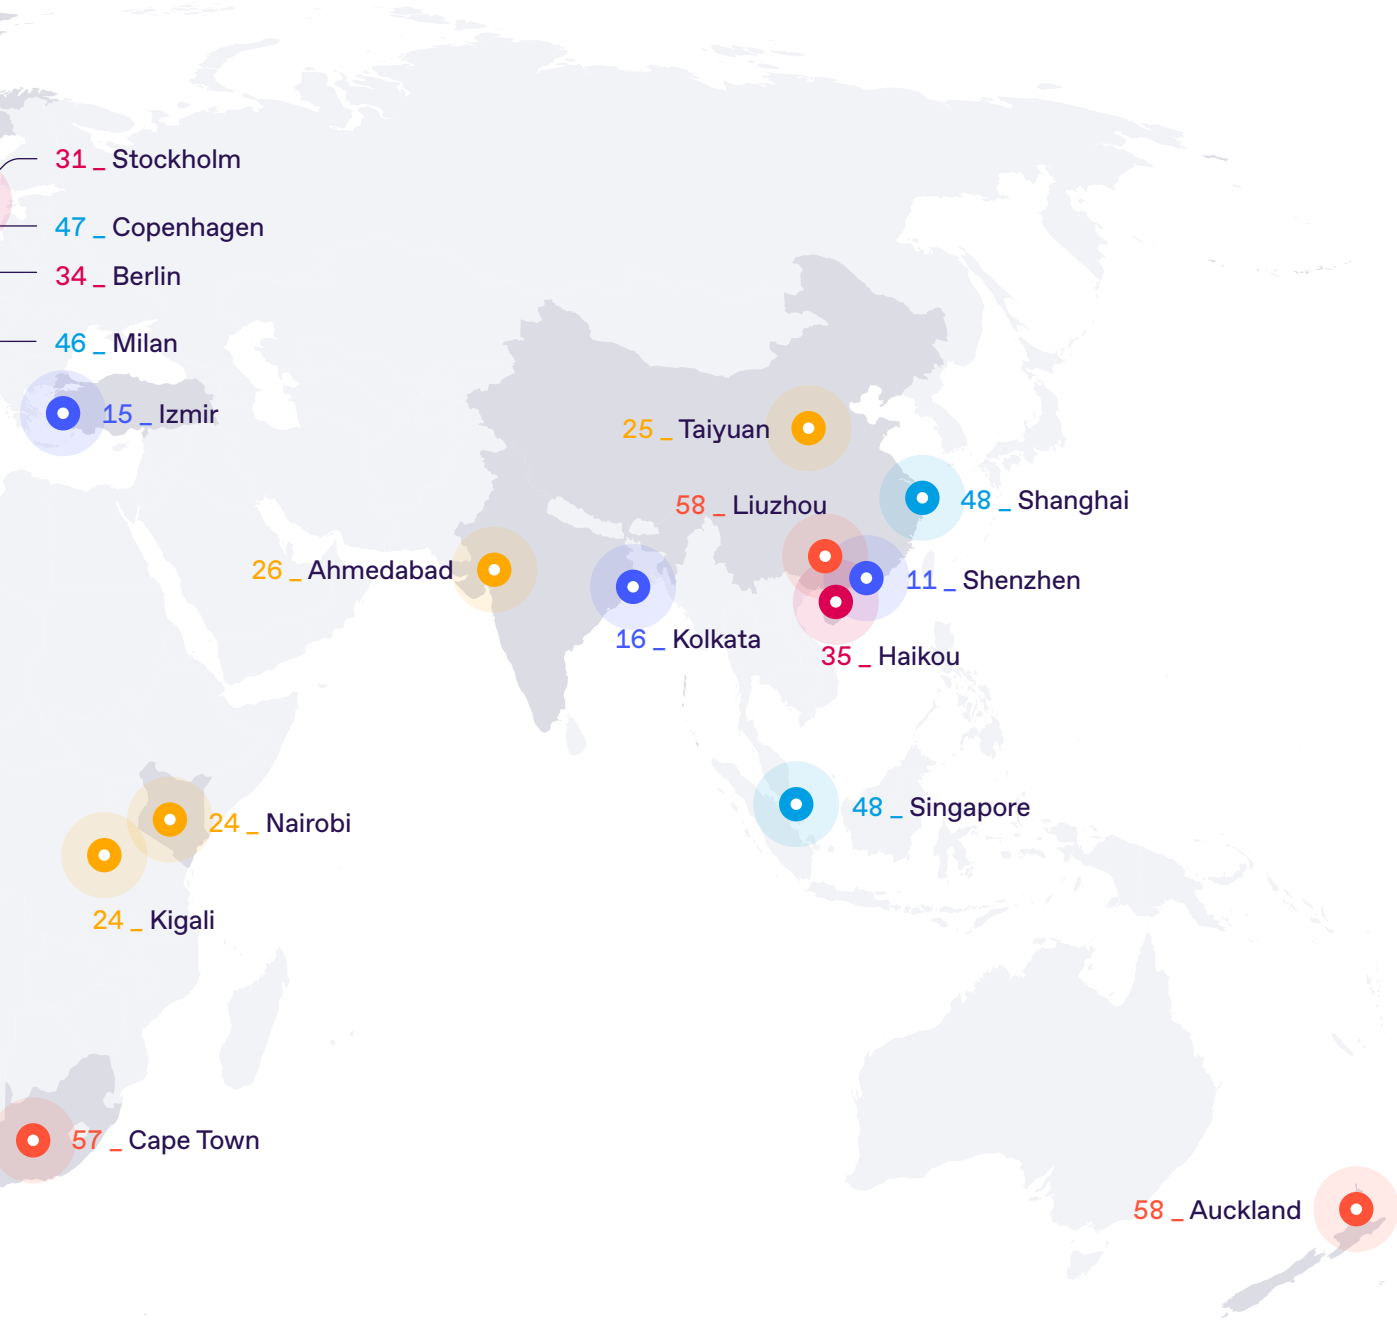 31 _ Stockholm
47 _ Copenhagen
34 _ Berlin
46 _ Milan
15 _ Izmir
25 _ Taiyuan
48 _ Shanghai
58 _ Liuzhou
26 _ Ahmedabad
11 _ Shenzhen
16 _ Kolkata
35 _ Haikou
48 _ Singapore
24 _ Nairobi
24 _ Kigali
57 _ Cape Town
58 _ Auckland